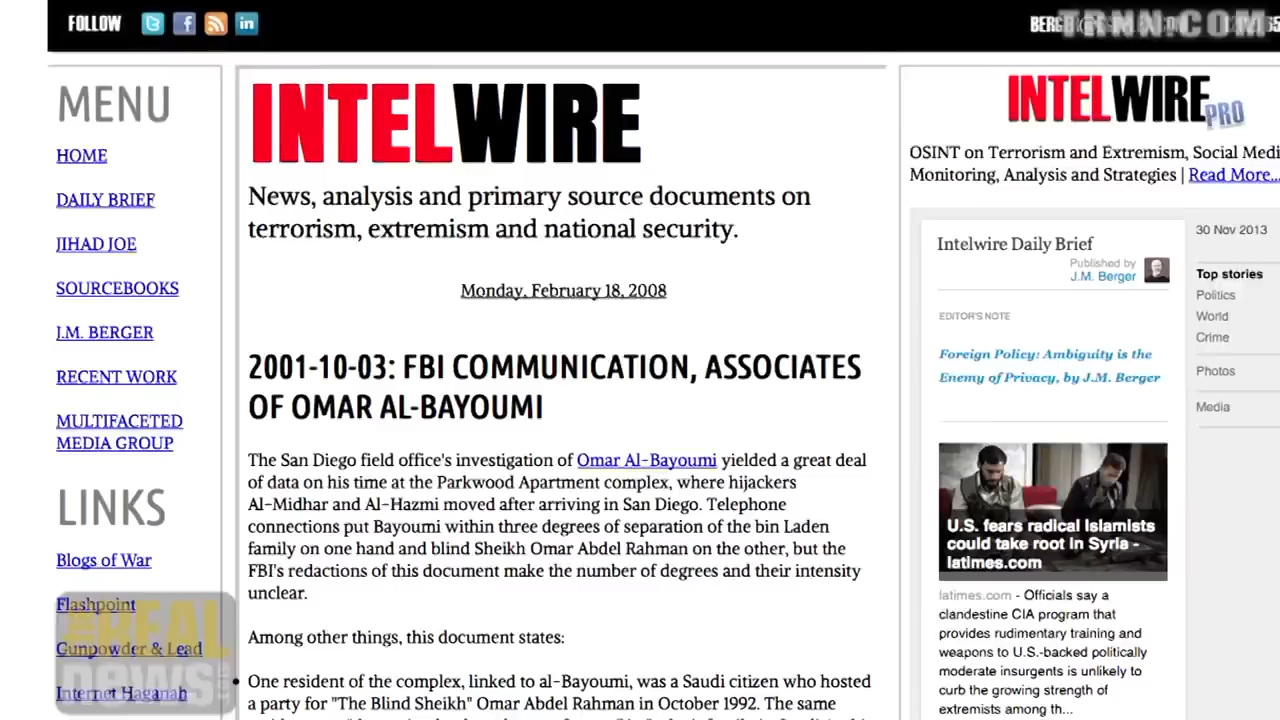 FOLLOW
TRNN.COM
MENU
HOME
DAILY BRIEF
JIHAD JOE
SOURCEBOOKS
J.M. BERGER
RECENT WORK
MULTIFACETED
MEDIA GROUP
LINKS
Blogs of War
Flashpoint
Gunpowder & Lead
Internet Haganah
THE REAL
news
INTELWIRE
News, analysis and primary source documents on
terrorism, extremism and national security.
Monday, February 18, 2008
2001-10-03: FBI COMMUNICATION, ASSOCIATES
OF OMAR AL-BAYOUMI
The San Diego field office's investigation of Omar Al-Bayoumi yielded a great deal
of data on his time at the Parkwood Apartment complex, where hijackers
Al-Midhar and Al-Hazmi moved after arriving in San Diego. Telephone
connections put Bayoumi within three degrees of separation of the bin Laden
family on one hand and blind Sheikh Omar Abdel Rahman on the other, but the
FBI's redactions of this document make the number of degrees and their intensity
unclear.
Among other things, this document states:
• One resident of the complex, linked to al-Bayoumi, was a Saudi citizen who hosted
a party for "The Blind Sheikh" Omar Abdel Rahman in October 1992. The same
INTELWIRE PRO
OSINT on Terrorism and Extremism, Social Medi
Monitoring, Analysis and Strategies | Read More...
Intelwire Daily Brief
Published by
J.M. Berger
EDITOR'S NOTE
Foreign Policy: Ambiguity is the
Enemy of Privacy, by J.M. Berger
U.S. fears radical Islamists
could take root in Syria -
latimes.com
latimes.com - Officials say a
clandestine CIA program that
provides rudimentary training and
weapons to U.S.-backed politically
moderate insurgents is unlikely to
curb the growing strength of
extremists among th...
30 Nov 2013
Top stories
Politics
World
Crime
Photos
Media